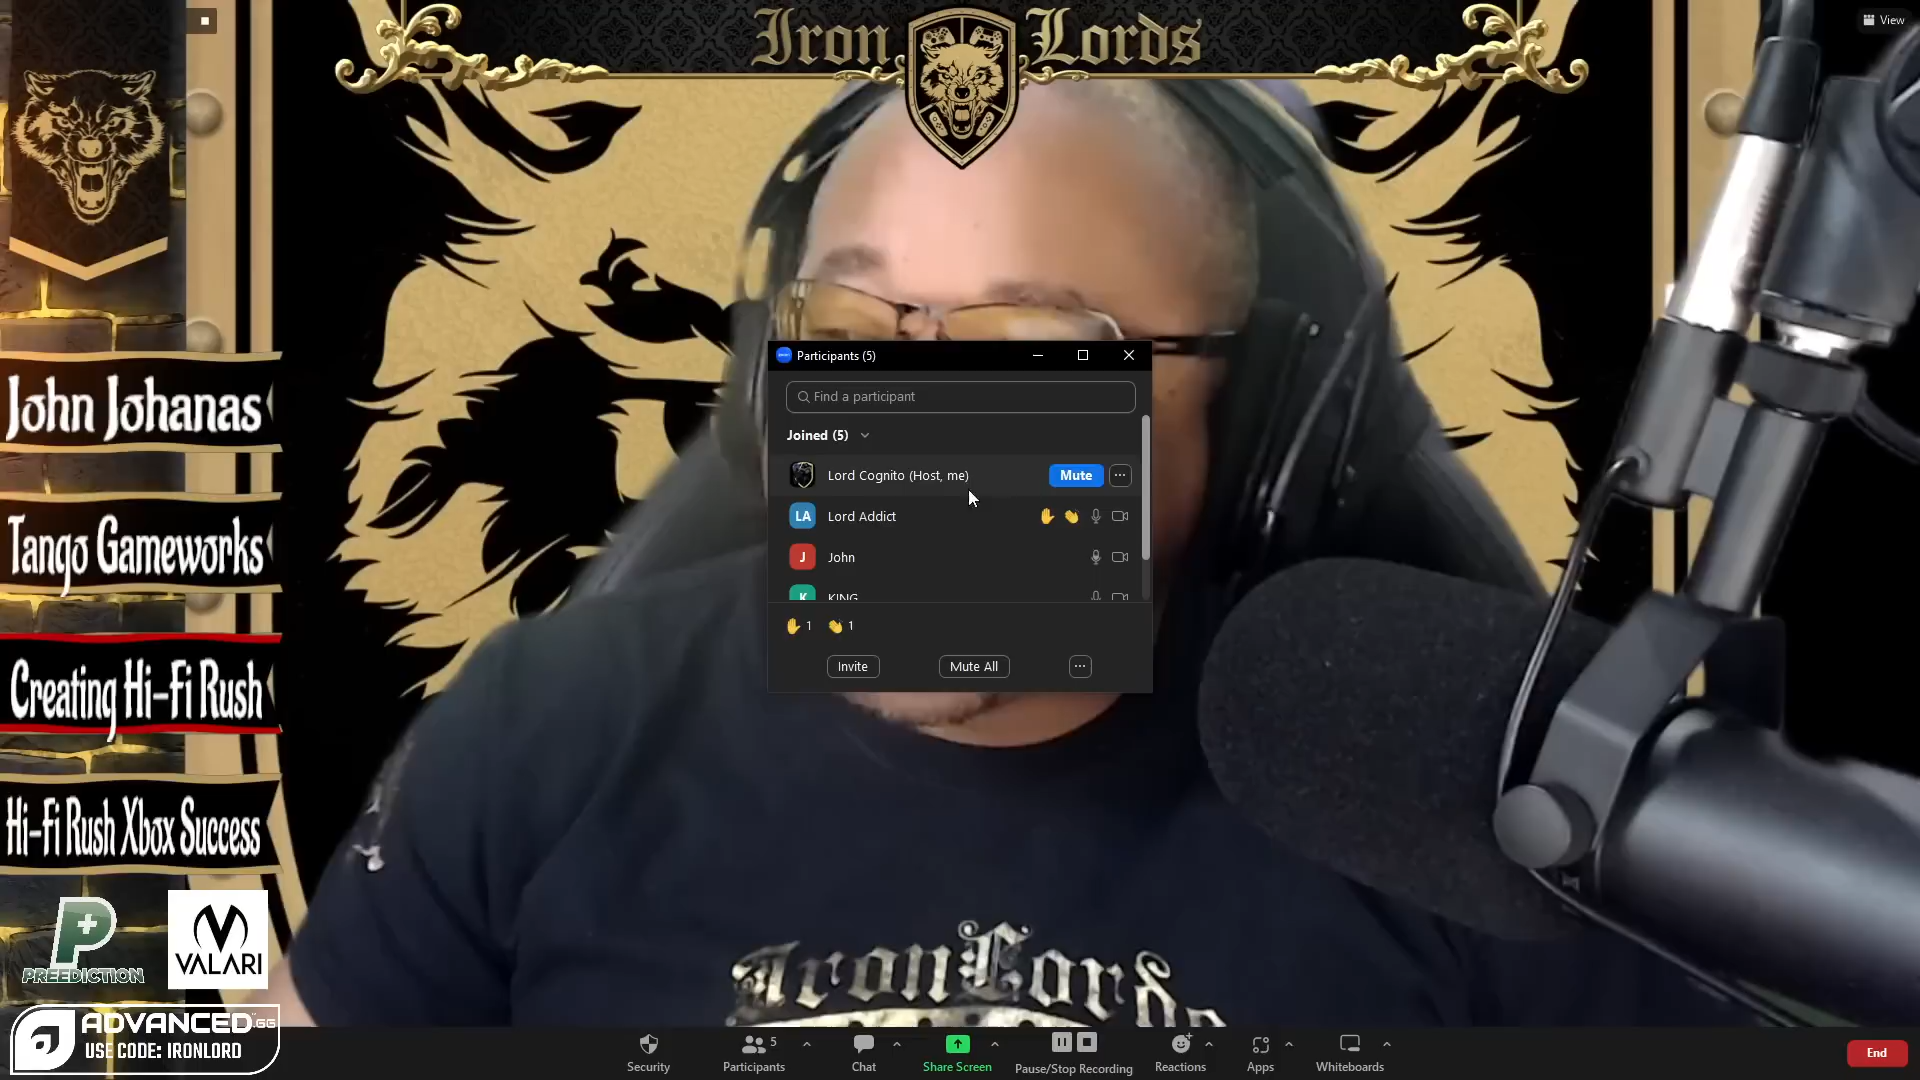 Iron Lords
View
John Johanas
Tango Gameworks
Creating Hi-Fi Rush
Hi-Fi Rush Xbox Success
PREEDICTION
VALARI
ADVANCED.GG
USE CODE: IRONLORD
Participants (5)
Find a participant
Joined (5)
Lord Cognito (Host, me)
Mute
LA
Lord Addict
J
John
K
KING
1
1
Invite
Mute All
IronLords
Security
5
Participants
Chat
Share Screen
Pause/Stop Recording
Reactions
Apps
Whiteboards
End